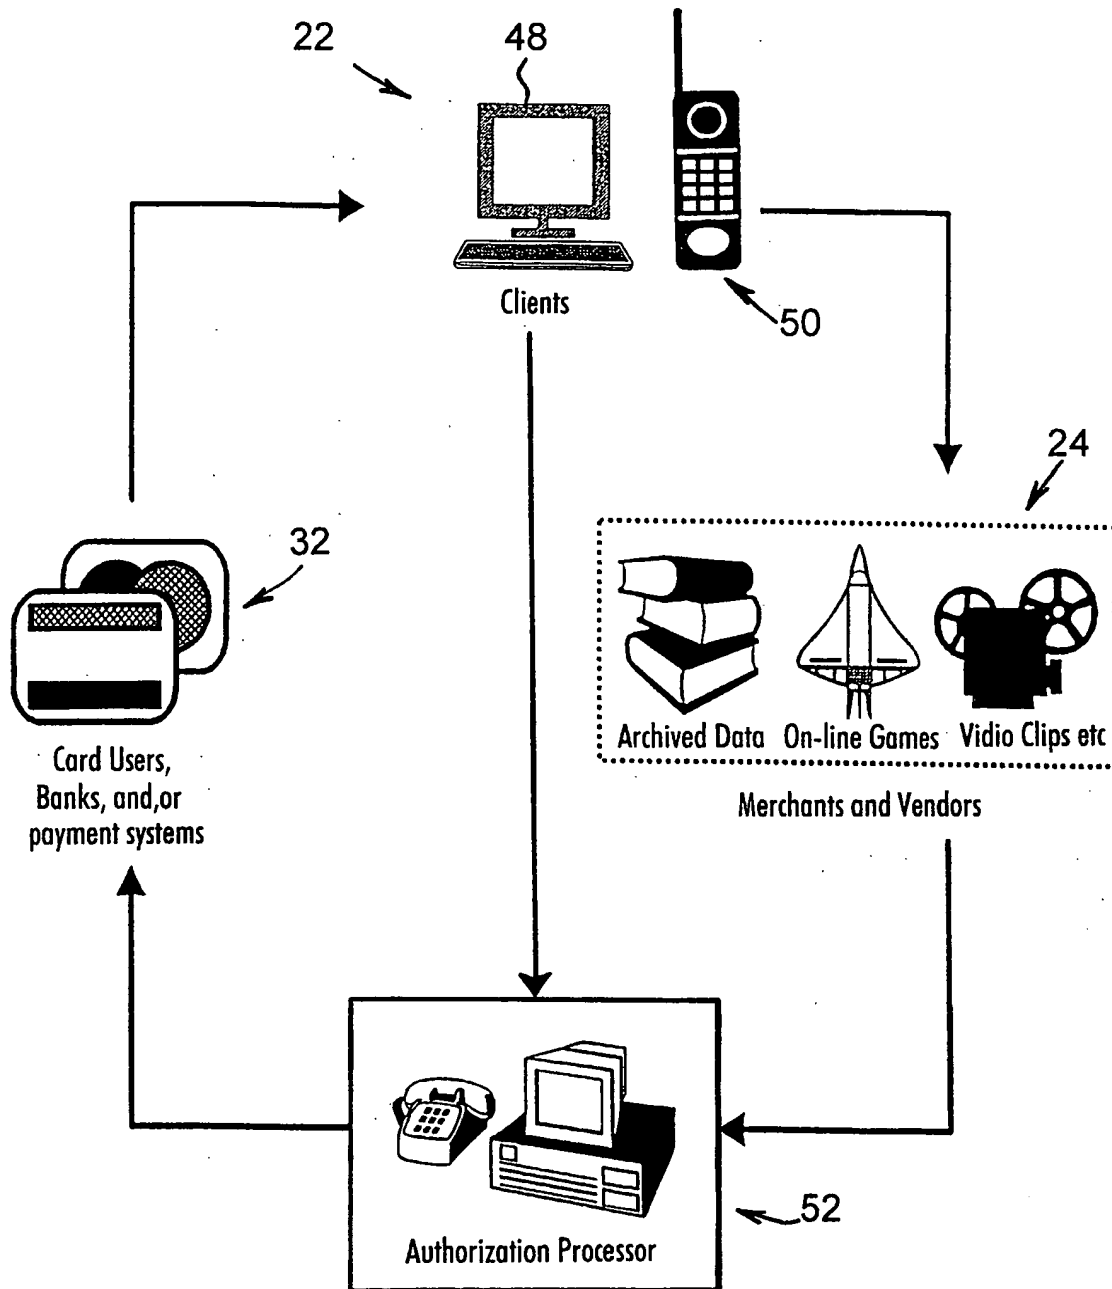 22
48
Clients
50
24
32
Archived Data On-line Games Vidio Clips etc
Card Users,
Banks, and,or
payment systems
Merchants and Vendors
52
Authorization Processor